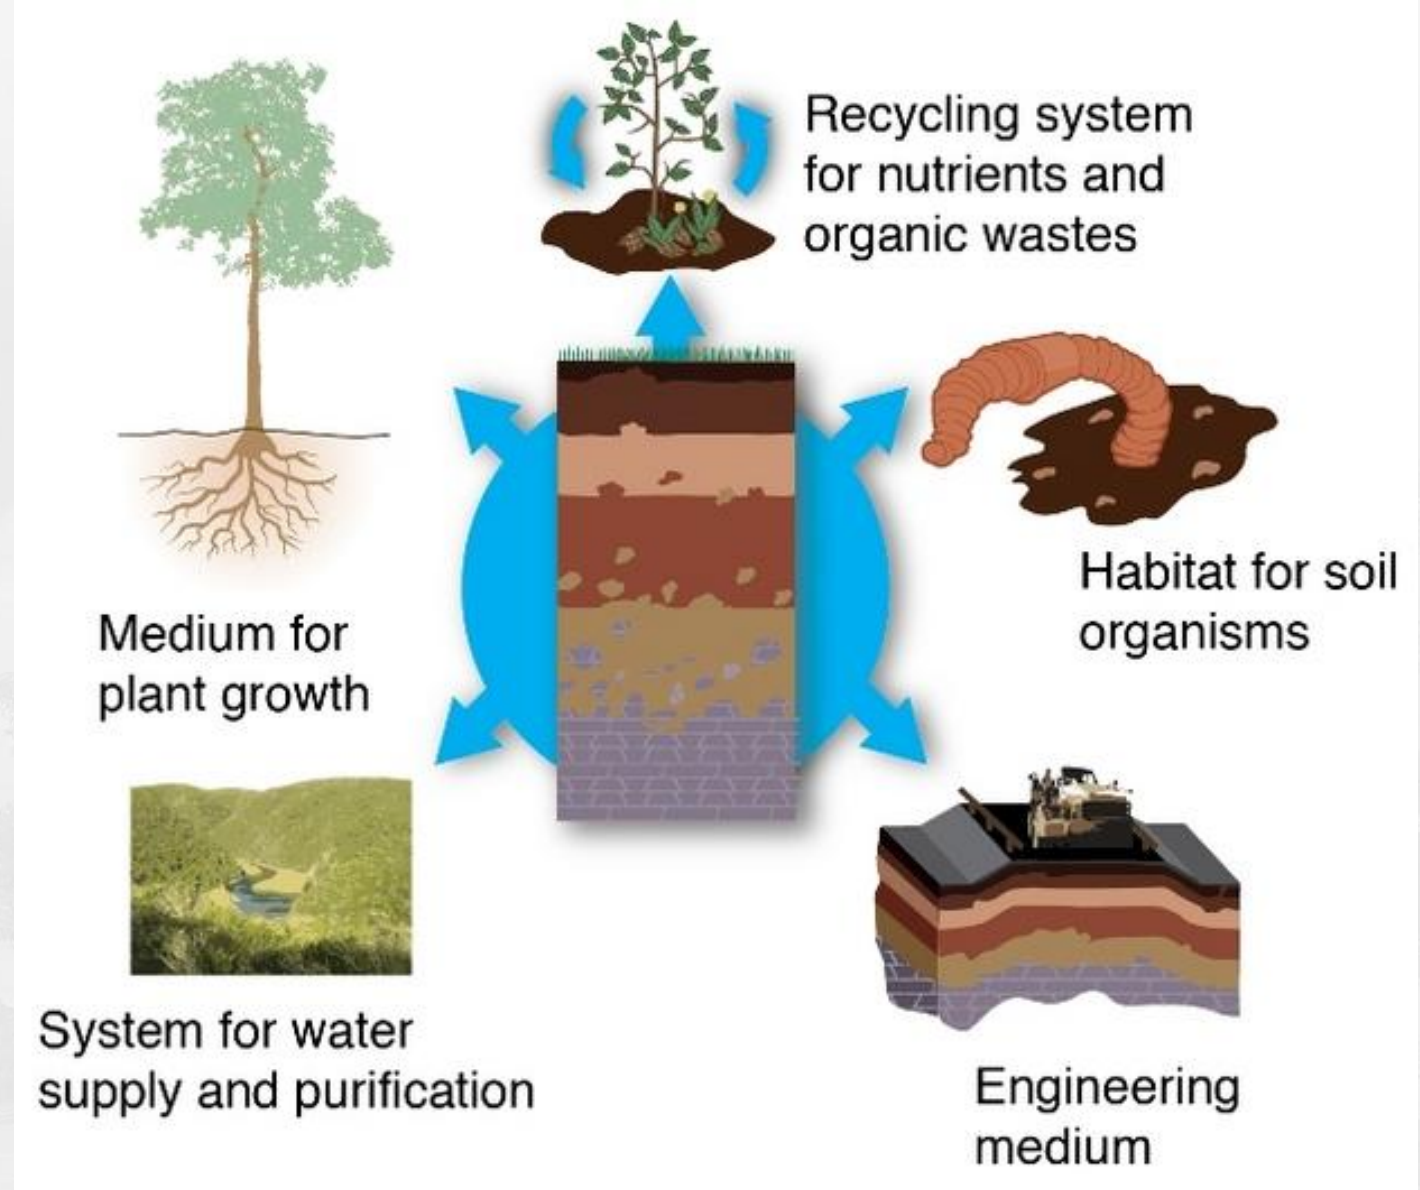 Recycling system
for nutrients and
organic wastes
Habitat for soil
organisms
Medium for
plant growth
System for water
supply and purification
Engineering
medium